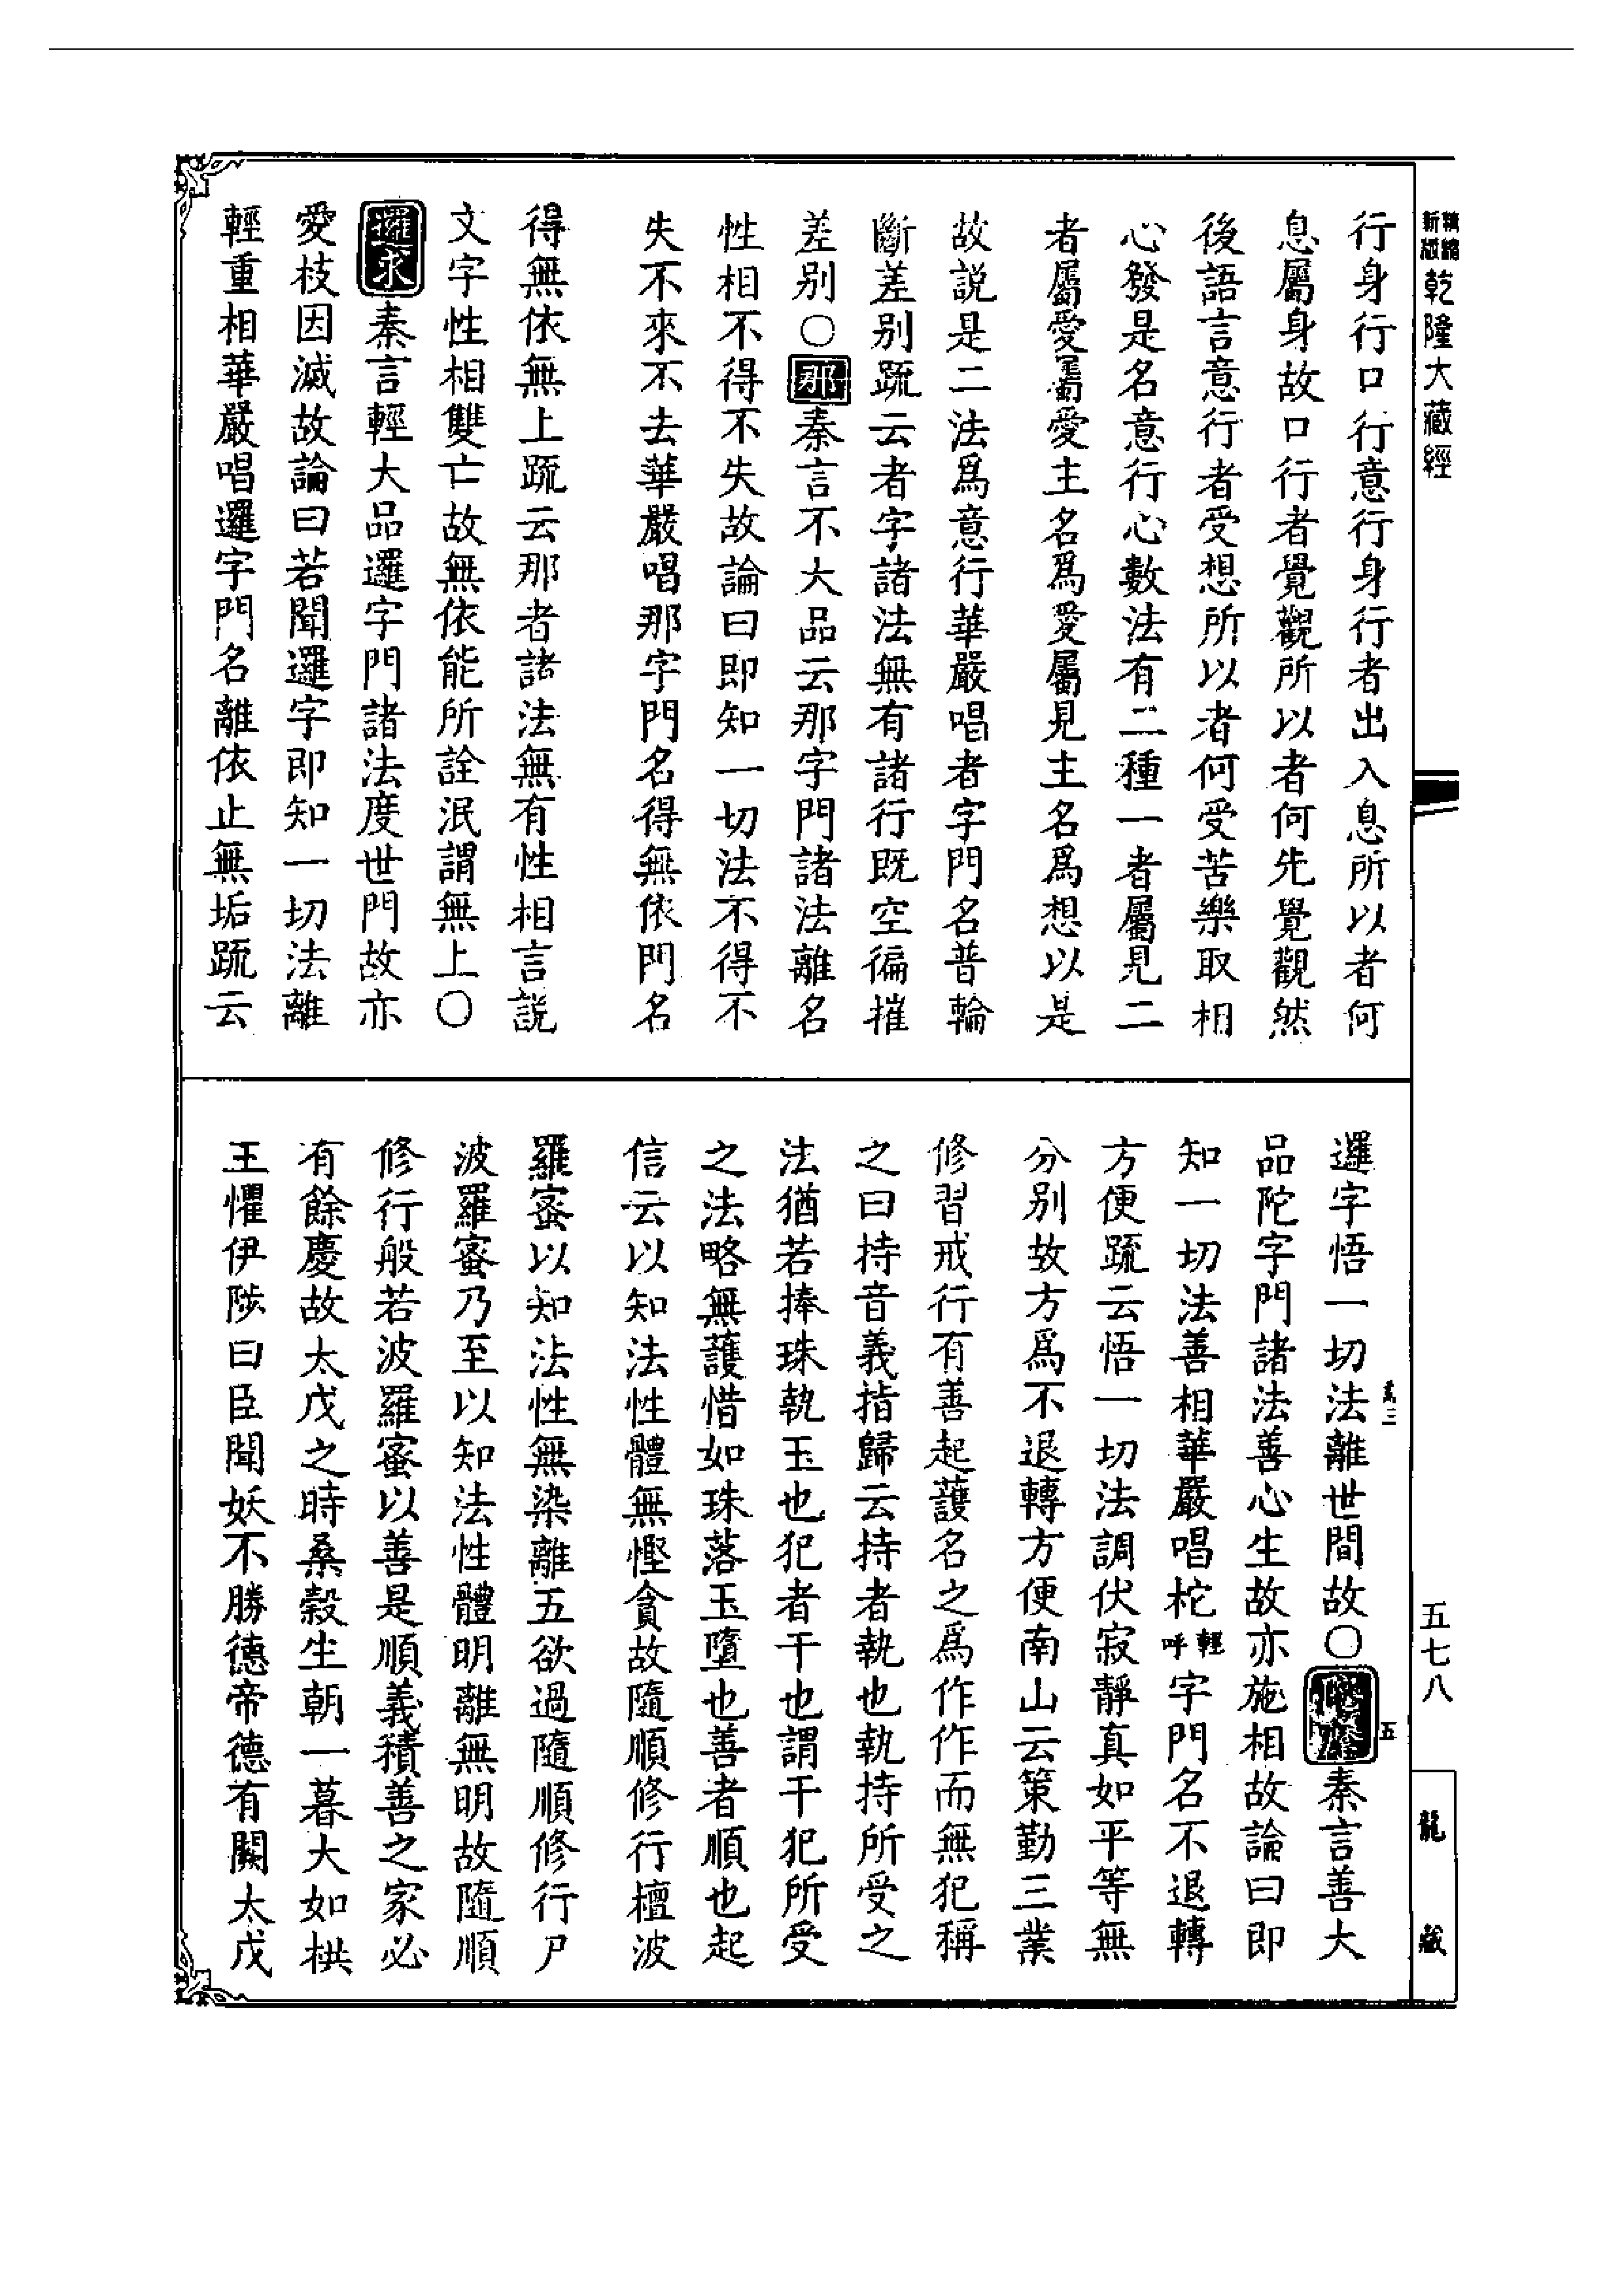 精縮新版乾隆大藏經
行身行口行意行身行者出入息所以者何
息屬身故口行者覺觀所以者何先覺觀然
後語言意行者受想所以者何受苦樂取相
心發是名意行心數法有二種一者屬見二
者屬愛屬愛主名爲愛屬見主名爲想以是
故説是二法爲意行華嚴唱者字門名普輪
斷差别䟽云者字諸法無有諸行既空徧摧
差别〇那秦言不大品云那字門諸法離名
性相不得不失故論曰即知一切法不得不
失不來不去華嚴唱那字門名得無依門名
得無依無上䟽云那者諸法無有性相言説
文字性相雙亡故無依能所詮泯謂無上〇
攞求秦言輕大品邏字門諸法度世門故亦
愛枝因滅故論曰若聞邏字即知一切法離
輕重相華嚴唱邏字門名離依止無垢䟽云
邏字悟一切法離世間故〇秦言善大
品陀字門諸法善心生故亦施相故論曰即
知一切法善相華嚴唱柁輕呼字門名不退轉
方便䟽云悟一切法調伏寂靜真如平等無
分别故方爲不退轉方便南山云策勤三業
修習戒行有善起護名之爲作作而無犯稱
之曰持音義指歸云持者執也執持所受之
法猶若捧珠執玉也犯者干也謂干犯所受
之法略無護惜如珠落玉墮也善者順也起
信云以知法性體無慳貪故隨順修行檀波
羅蜜以知法性無染離五欲過隨順修行尸
波羅蜜乃至以知法性體明離無明故隨順
修行般若波羅蜜以善是順義積善之家必
有餘慶故太戊之時桑穀生朝一暮大如栱
王懼伊陟曰臣聞妖不勝德帝德有闕太戊
五七八
龍藏